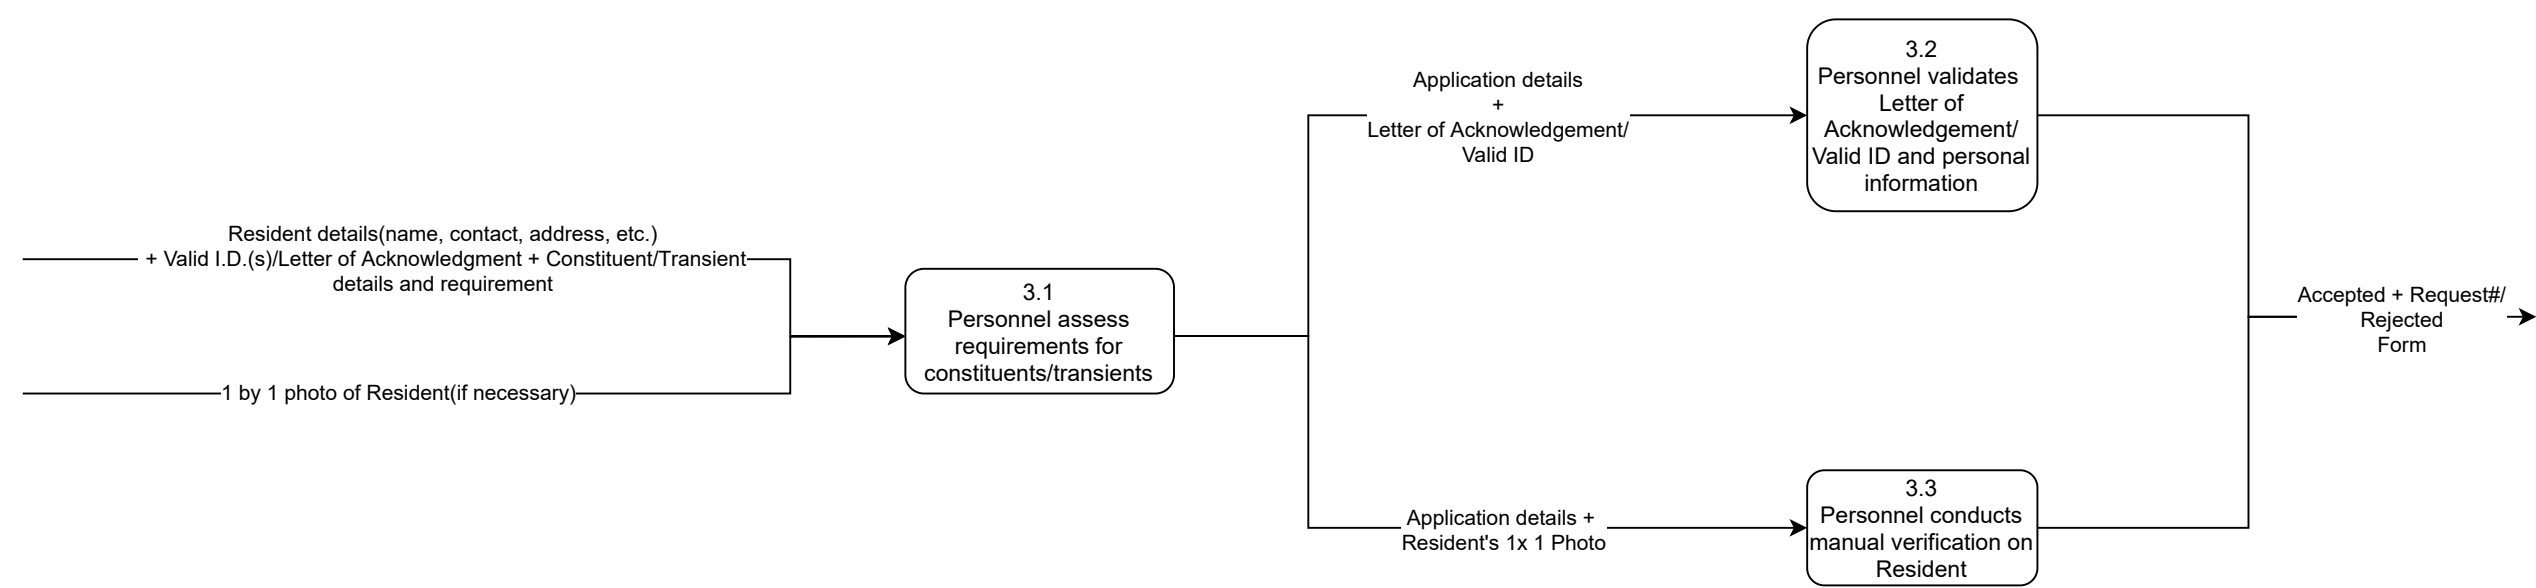 Resident details(name, contact, address, etc.)
+ Valid I.D.(s)/Letter of Acknowledgment + Constituent/Transient
details and requirement
1 by 1 photo of Resident(if necessary)
3.1
Personnel assess
requirements for
constituents/transients
Application details
+
Letter of Acknowledgement/
Valid ID
3.2
Personnel validates
Letter of
Acknowledgement/
Valid ID and personal
information
Application details +
Resident's 1x 1 Photo
3.3
Personnel conducts
manual verification on
Resident
Accepted + Request#/
Rejected
Form